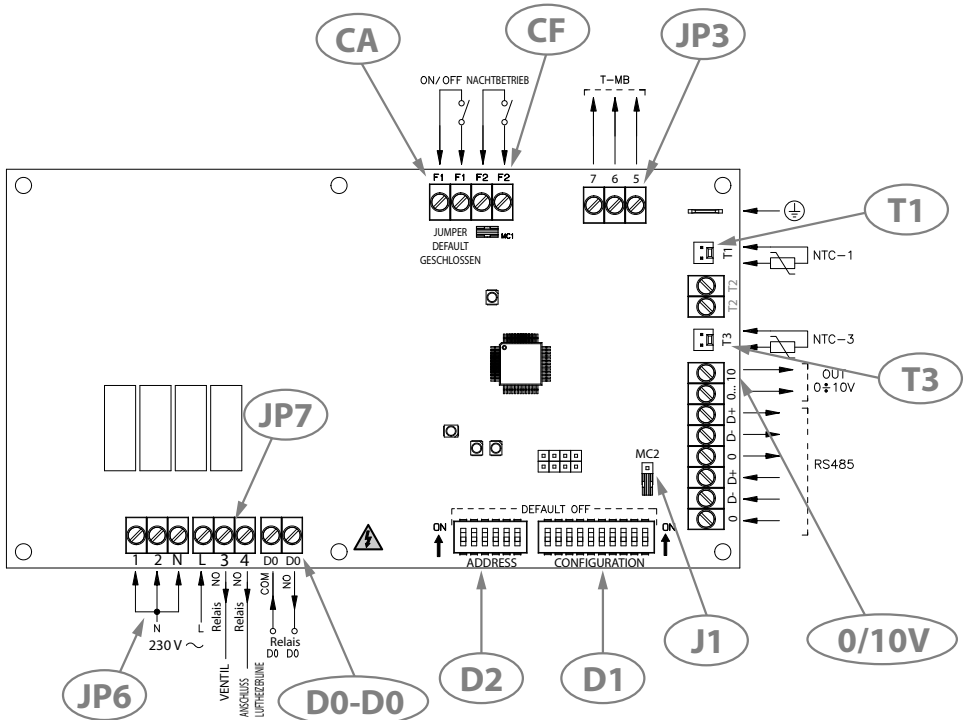 CA
CF
JP3
ON/OFF NACHTBETRIEB
T-MB
F1 F1 F2 F2
7 6 5
MC1
JUMPER
DEFAULT
GESCHLOSSEN
T1
T1
NTC-1
T2
T2
T3
NTC-3
T3
0... 10
OUT
0÷10V
D+
D-
0
D+
D-
0
RS485
JP7
MC2
DEFAULT OFF
ON
ON
ADDRESS
CONFIGURATION
1 2 N L 3 4 D0 D0
NO
NO
COM
NO
Relais
Relais
N
230 V ~
L
VENTIL
ANSCHLUSS
LUFTHEIZERLINIE
Relais
D0 D0
JP6
D0-D0
D2
D1
J1
0/10V